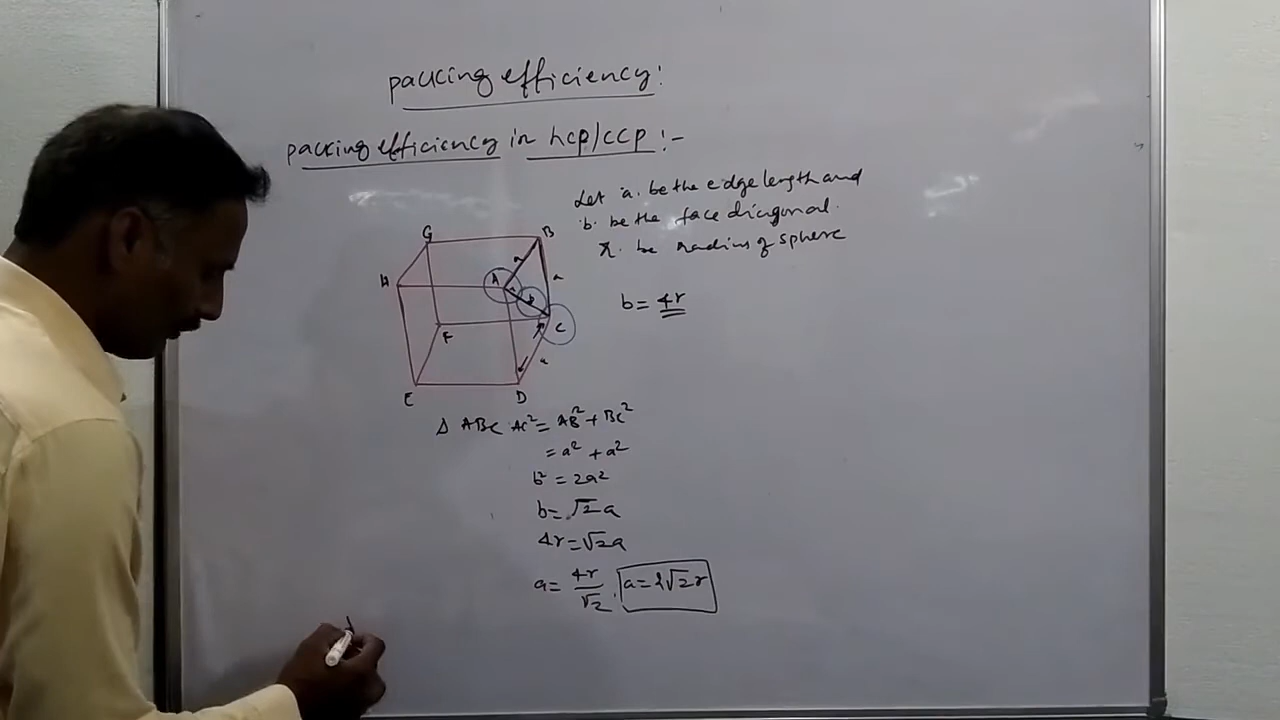 packing efficiency:
packing efficiency in hcp/ccp:-
Let 'a' be the edge length and
'b' be the face diagonal.
r. be radius of sphere
G B
a
H A a
b b = 4r
F C
a
E D
Δ ABC AC² = AB² + BC²
= a² + a²
b² = 2a²
b = √2 a
4r = √2 a
a = 4r/√2 , a = 2√2 r